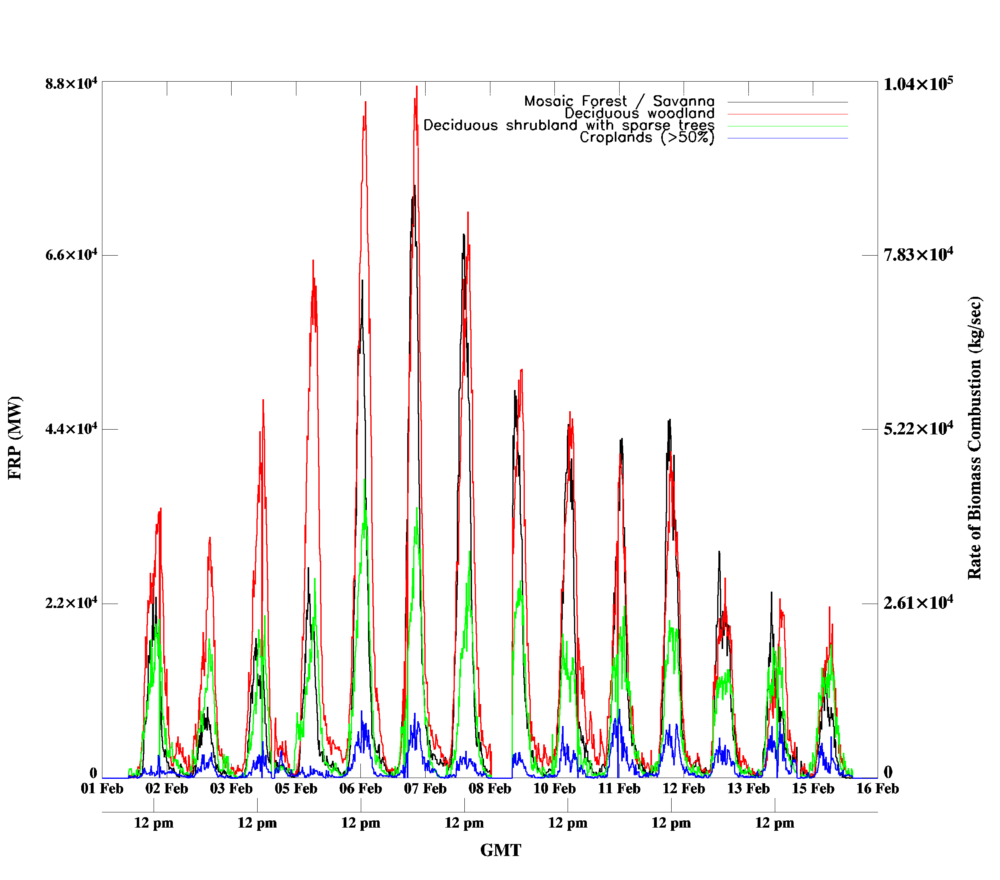 8.8×10⁴
1.04×10⁵
Mosaic Forest / Savanna
Deciduous woodland
Deciduous shrubland with sparse trees
Croplands (>50%)
6.6×10⁴
7.83×10⁴
4.4×10⁴
5.22×10⁴
2.2×10⁴
2.61×10⁴
0
0
FRP (MW)
Rate of Biomass Combustion (kg/sec)
01 Feb 02 Feb 03 Feb 05 Feb 06 Feb 07 Feb 08 Feb 10 Feb 11 Feb 12 Feb 13 Feb 15 Feb 16 Feb
12 pm 12 pm 12 pm 12 pm 12 pm 12 pm 12 pm
GMT